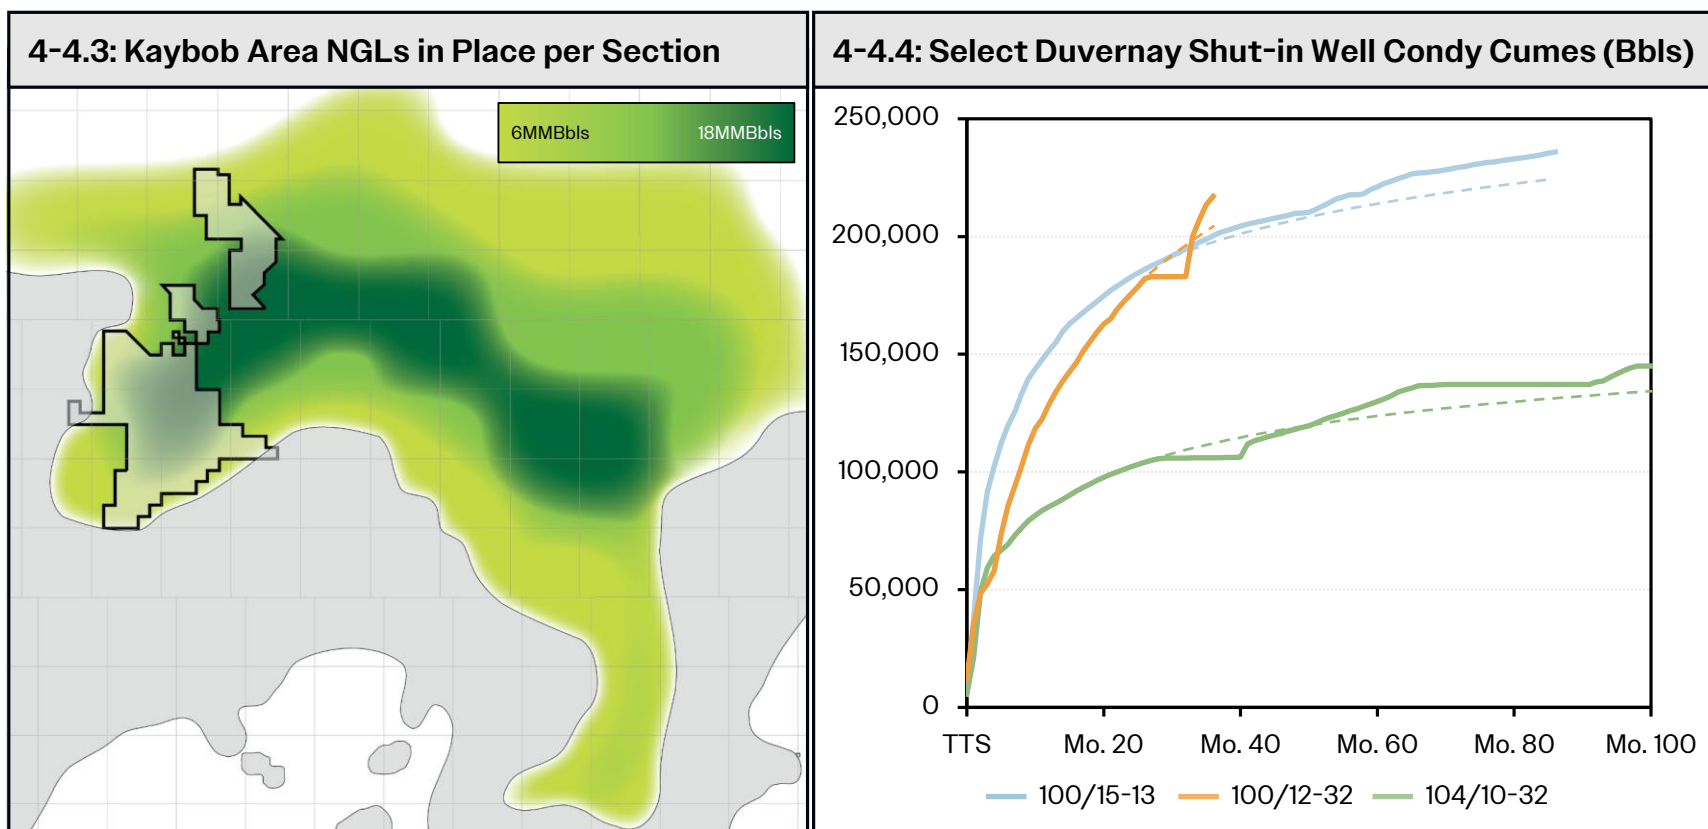 4-4.3: Kaybob Area NGLs in Place per Section
6MMBbls
18MMBbls
4-4.4: Select Duvernay Shut-in Well Condy Cumes (Bbls)
250,000
200,000
150,000
100,000
50,000
0
TTS Mo. 20 Mo. 40 Mo. 60 Mo. 80 Mo. 100
100/15-13 100/12-32 104/10-32